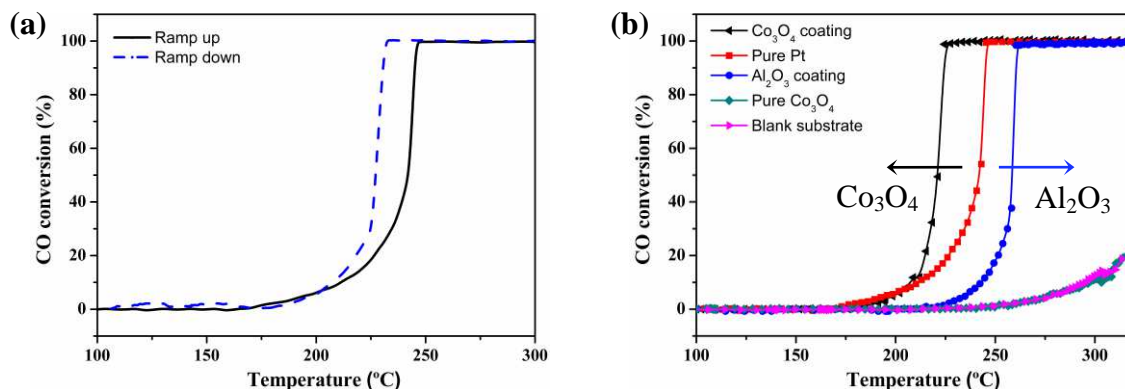 (a)
Ramp up
Ramp down
CO conversion (%)
100
80
60
40
20
0
100 150 200 250 300
Temperature (ºC)
(b)
Co₃O₄ coating
Pure Pt
Al₂O₃ coating
Pure Co₃O₄
Blank substrate
Co₃O₄
Al₂O₃
CO conversion (%)
100
80
60
40
20
0
100 150 200 250 300
Temperature (ºC)